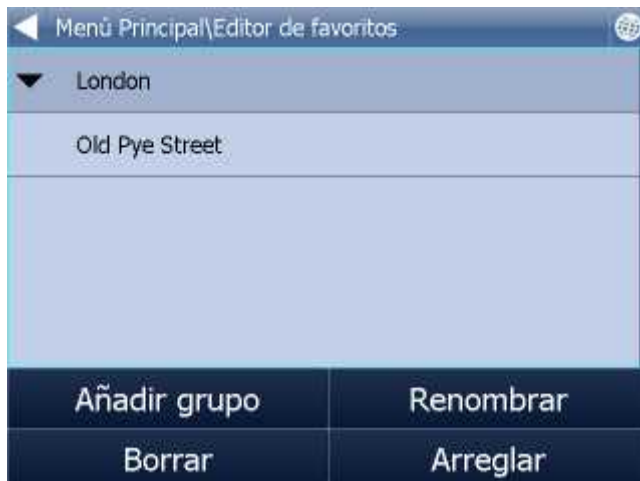 Menú Principal\Editor de favoritos
London
Old Pye Street
Añadir grupo Renombrar
Borrar Arreglar